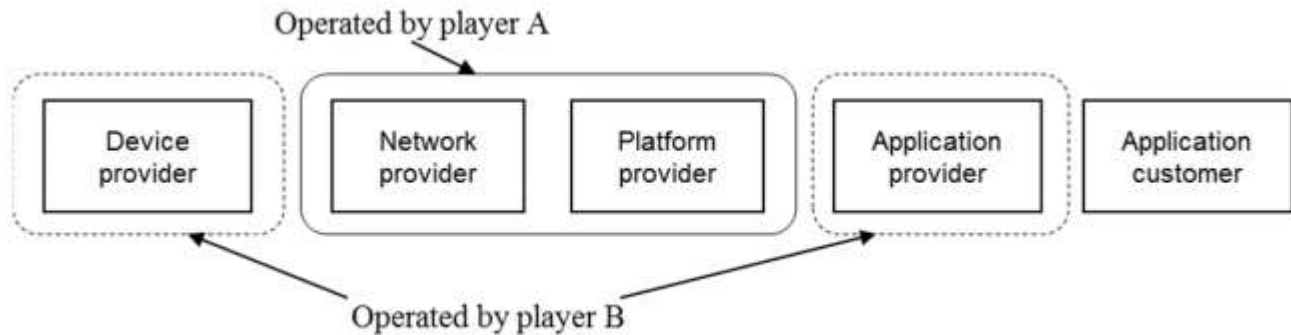 Operated by player A
Device
provider
Network
provider
Platform
provider
Application
provider
Application
customer
Operated by player B